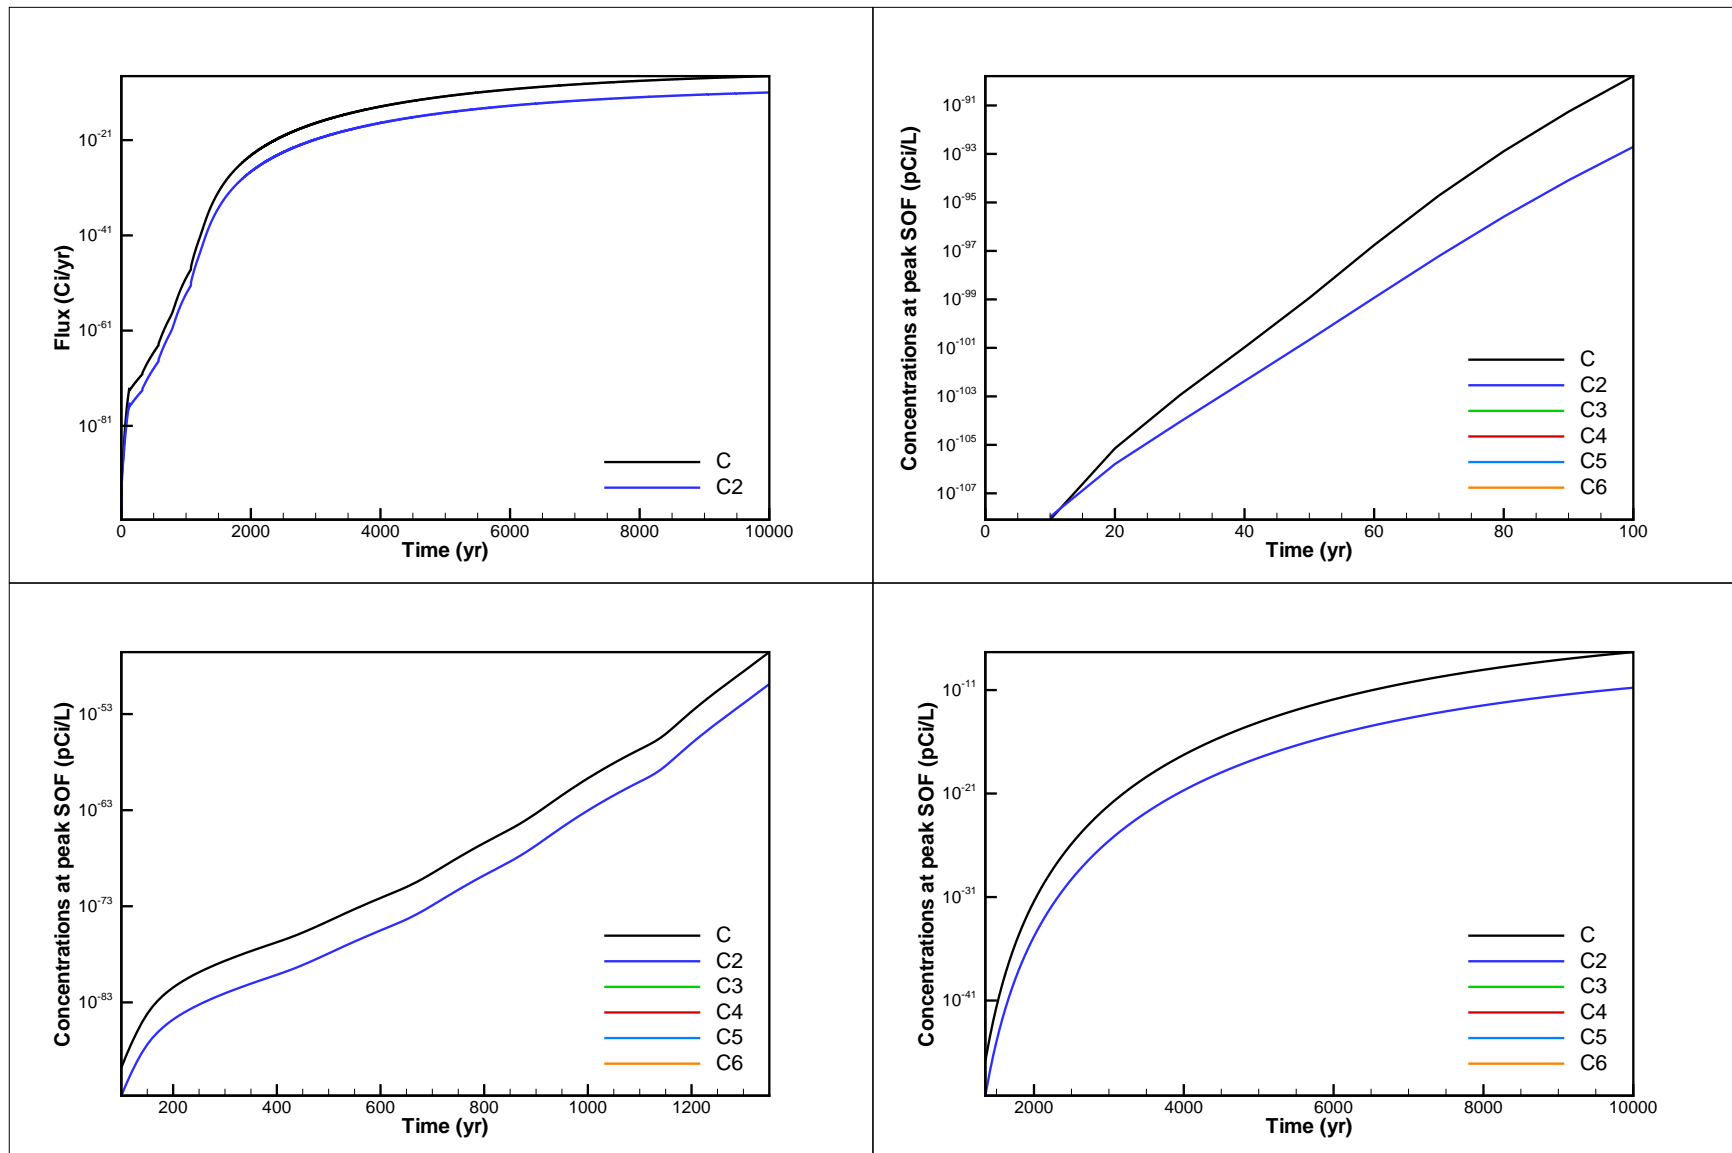 Flux (Ci/yr)
10^-21
10^-41
10^-61
10^-81
C
C2
0 2000 4000 6000 8000 10000
Time (yr)
Concentrations at peak SOF (pCi/L)
10^-91
10^-93
10^-95
10^-97
10^-99
10^-101
10^-103
10^-105
10^-107
C
C2
C3
C4
C5
C6
0 20 40 60 80 100
Time (yr)
Concentrations at peak SOF (pCi/L)
10^-53
10^-63
10^-73
10^-83
C
C2
C3
C4
C5
C6
200 400 600 800 1000 1200
Time (yr)
Concentrations at peak SOF (pCi/L)
10^-11
10^-21
10^-31
10^-41
C
C2
C3
C4
C5
C6
2000 4000 6000 8000 10000
Time (yr)